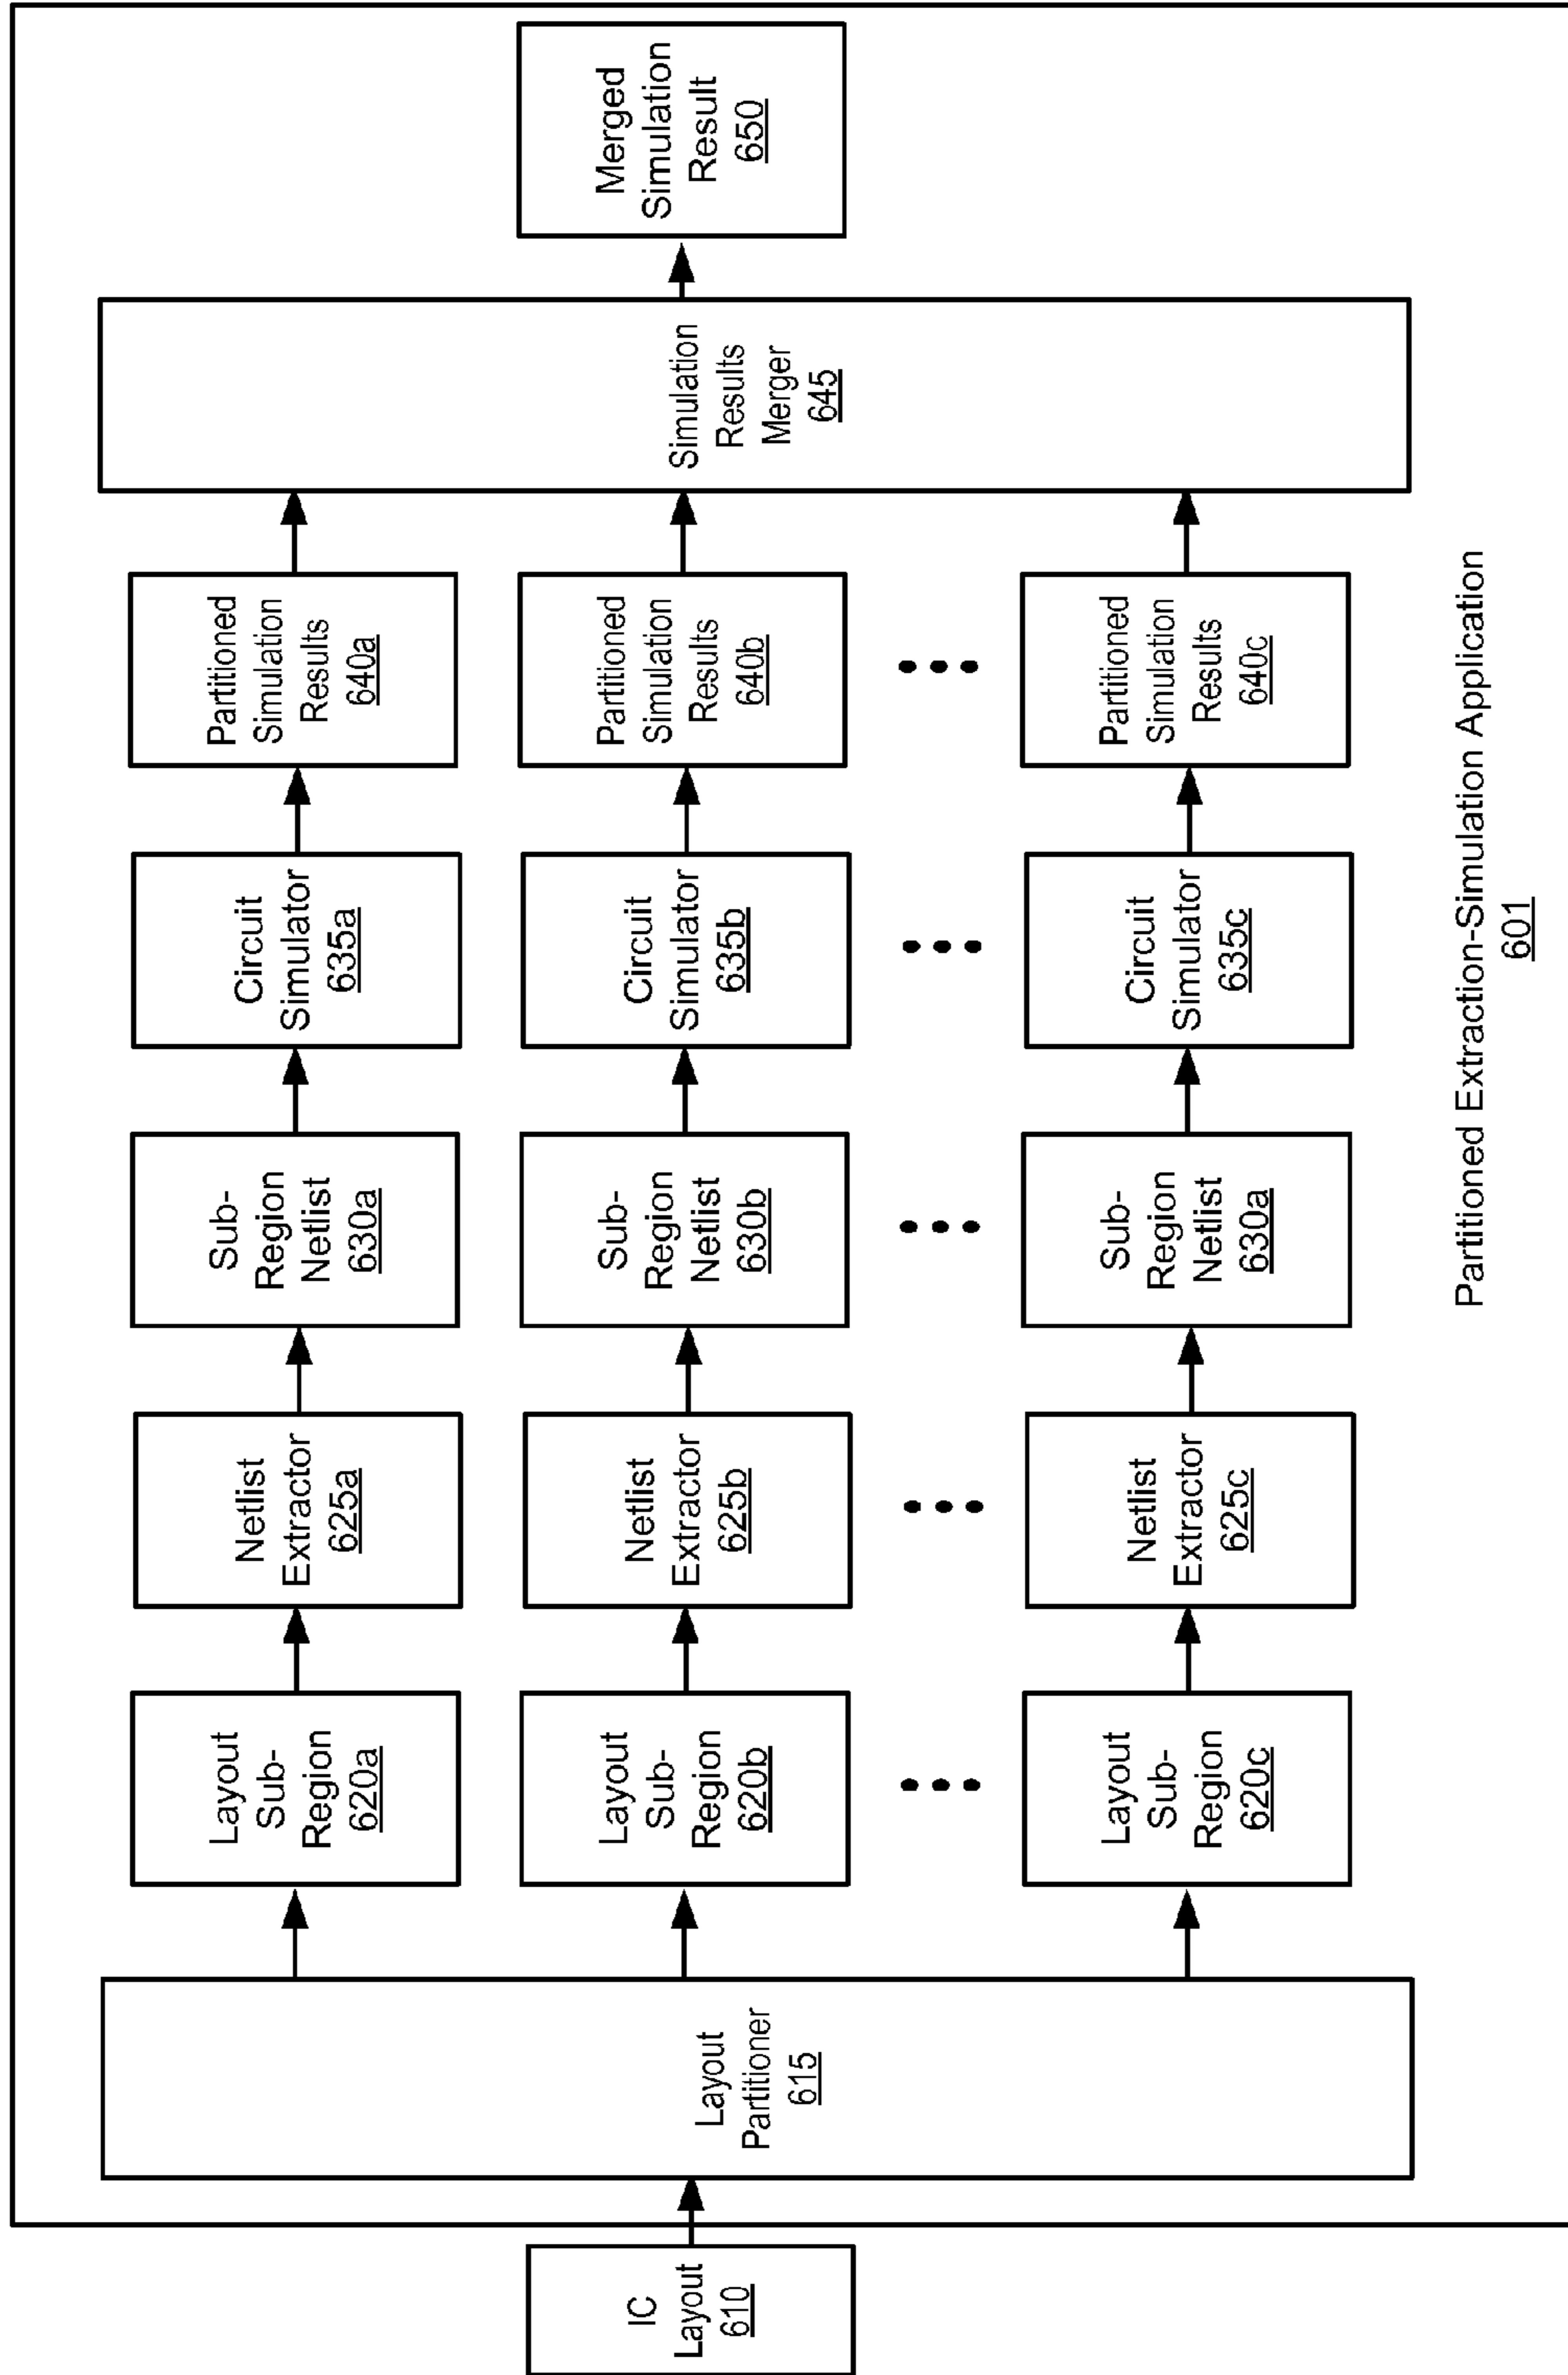 IC
Layout
610
Layout
Partitioner
615
Layout
Sub-
Region
620a
Netlist
Extractor
625a
Sub-
Region
Netlist
630a
Circuit
Simulator
635a
Partitioned
Simulation
Results
640a
Layout
Sub-
Region
620b
Netlist
Extractor
625b
Sub-
Region
Netlist
630b
Circuit
Simulator
635b
Partitioned
Simulation
Results
640b
Layout
Sub-
Region
620c
Netlist
Extractor
625c
Sub-
Region
Netlist
630a
Circuit
Simulator
635c
Partitioned
Simulation
Results
640c
Simulation
Results
Merger
645
Merged
Simulation
Result
650
Partitioned Extraction-Simulation Application
601